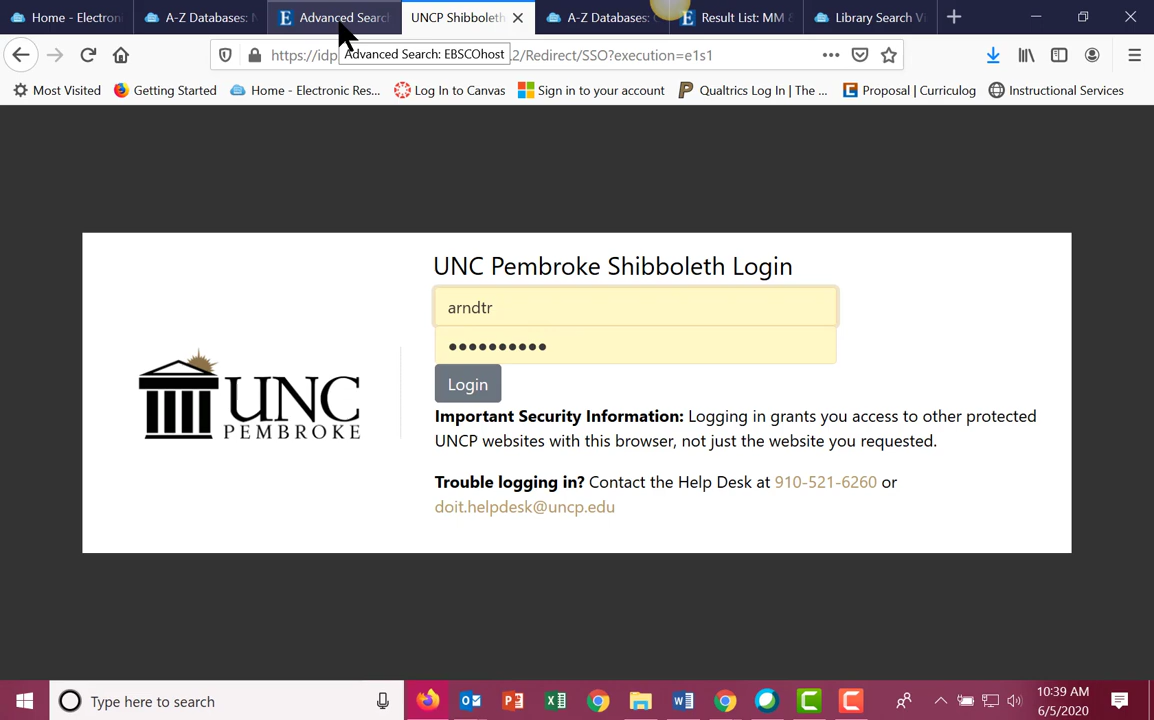 Home - Electroni
A-Z Databases: N
Advanced Search
UNCP Shibboleth
A-Z Databases:
Result List: MM
Library Search Vi
https://idp
Advanced Search: EBSCOhost
2/Redirect/SSO?execution=e1s1
Most Visited
Getting Started
Home - Electronic Res...
Log In to Canvas
Sign in to your account
Qualtrics Log In | The ...
Proposal | Curriculog
Instructional Services
UNC Pembroke Shibboleth Login
arndtr
Login
UNC
PEMBROKE
Important Security Information: Logging in grants you access to other protected
UNCP websites with this browser, not just the website you requested.
Trouble logging in? Contact the Help Desk at 910-521-6260 or
doit.helpdesk@uncp.edu
Type here to search
10:39 AM
6/5/2020